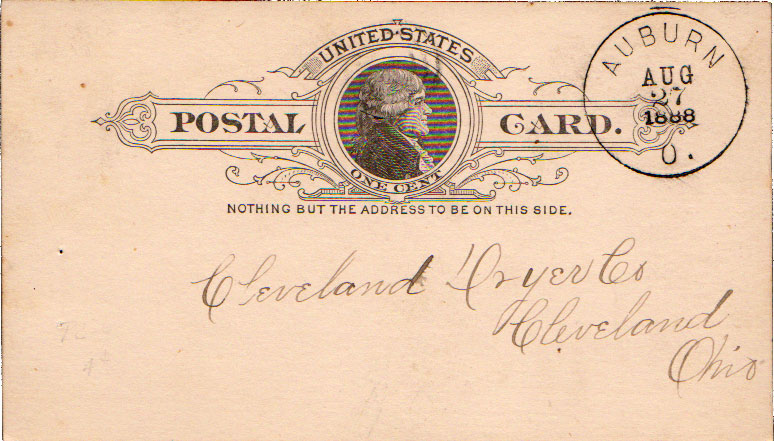 UNITED STATES
POSTAL CARD.
ONE CENT
NOTHING BUT THE ADDRESS TO BE ON THIS SIDE.
AUBURN
AUG
27
1888
O.
Cleveland Dryer Co
Cleveland
Ohio